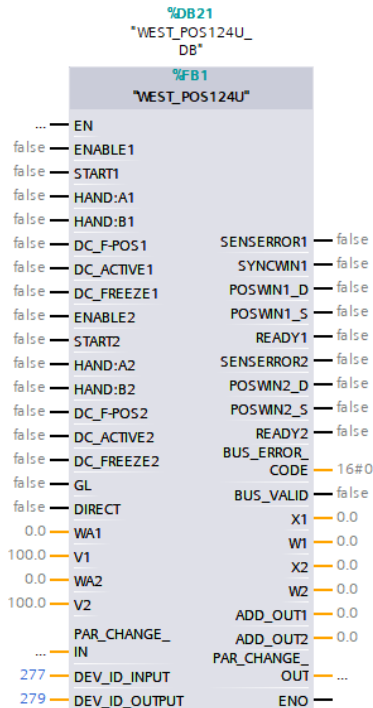 %DB21
"WEST_POS124U_
DB"
%FB1
"WEST_POS124U"
... EN
false ENABLE1
false START1
false HAND:A1
false HAND:B1
false DC_F-POS1 SENSERROR1 false
false DC_ACTIVE1 SYNCWIN1 false
false DC_FREEZE1 POSWIN1_D false
false ENABLE2 POSWIN1_S false
false START2 READY1 false
false HAND:A2 SENSERROR2 false
false HAND:B2 POSWIN2_D false
false DC_F-POS2 POSWIN2_S false
false DC_ACTIVE2 READY2 false
false DC_FREEZE2 BUS_ERROR_
CODE 16#0
false GL
false DIRECT BUS_VALID false
0.0 WA1 X1 0.0
100.0 V1 W1 0.0
0.0 WA2 X2 0.0
100.0 V2 W2 0.0
ADD_OUT1 0.0
PAR_CHANGE_ ADD_OUT2 0.0
... IN PAR_CHANGE_
277 DEV_ID_INPUT OUT ...
279 DEV_ID_OUTPUT ENO